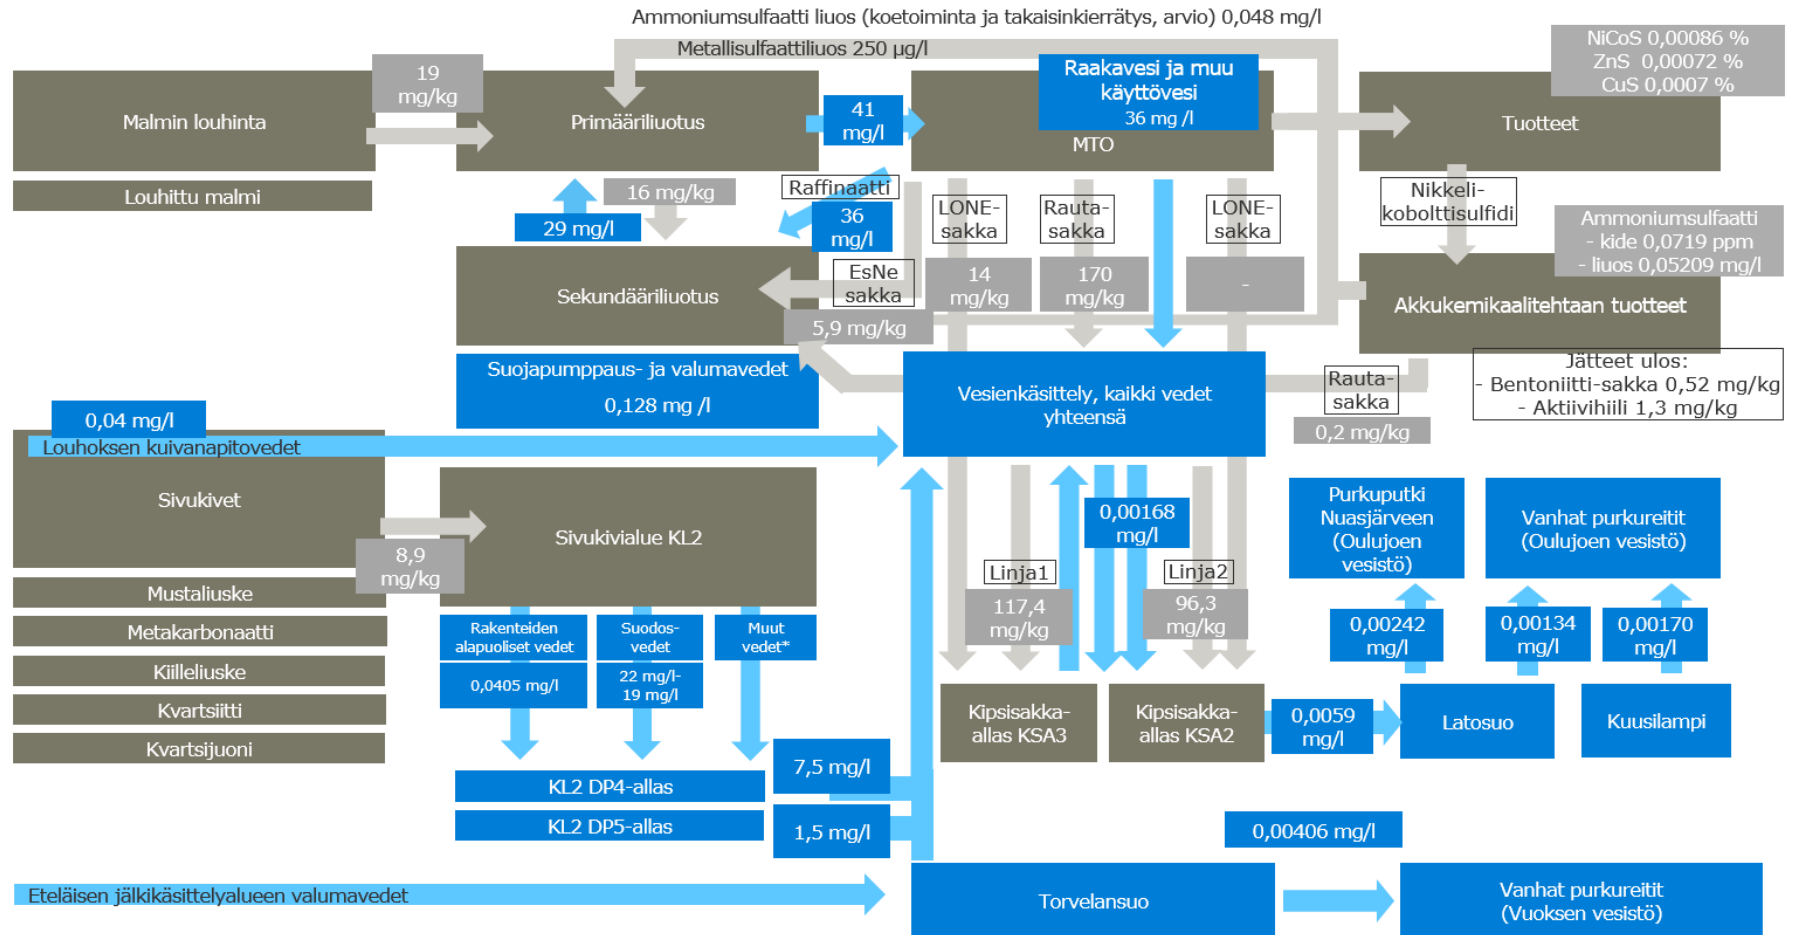 Ammoniumsulfaatti liuos (koetoiminta ja takaisinkierrätys, arvio) 0,048 mg/l
Metallisulfaattiliuos 250 µg/l
NiCoS 0,00086 %
ZnS 0,00072 %
CuS 0,0007 %
19
mg/kg
Malmin louhinta
Primääriliuotus
41
mg/l
Raakavesi ja muu
käyttövesi
36 mg /l
MTO
Tuotteet
Louhittu malmi
29 mg/l
16 mg/kg
Raffinaatti
36
mg/l
LONE-
sakka
Rauta-
sakka
LONE-
sakka
Nikkeli-
kobolttisulfidi
Ammoniumsulfaatti
- kide 0,0719 ppm
- liuos 0,05209 mg/l
Sekundääriliuotus
EsNe
sakka
5,9 mg/kg
14
mg/kg
170
mg/kg
-
Akkukemikaalitehtaan tuotteet
Suojapumppaus- ja valumavedet
0,128 mg /l
Vesienkäsittely, kaikki vedet
yhteensä
Rauta-
sakka
0,2 mg/kg
Jätteet ulos:
- Bentoniitti-sakka 0,52 mg/kg
- Aktiivihiili 1,3 mg/kg
0,04 mg/l
Louhoksen kuivanapitovedet
Sivukivet
8,9
mg/kg
Sivukivialue KL2
0,00168
mg/l
Purkuputki
Nuasjärveen
(Oulujoen
vesistö)
Vanhat purkureitit
(Oulujoen vesistö)
Linja1
117,4
mg/kg
Linja2
96,3
mg/kg
Mustaliuske
Metakarbonaatti
Kiilleliuske
Kvartsiitti
Kvartsijuoni
Rakenteiden
alapuoliset vedet
0,0405 mg/l
Suodos-
vedet
22 mg/l-
19 mg/l
Muut
vedet*
0,00242
mg/l
0,00134
mg/l
0,00170
mg/l
Kipsisakka-
allas KSA3
Kipsisakka-
allas KSA2
0,0059
mg/l
Latosuo
Kuusilampi
KL2 DP4-allas
7,5 mg/l
KL2 DP5-allas
1,5 mg/l
0,00406 mg/l
Eteläisen jälkikäsittelyalueen valumavedet
Torvelansuo
Vanhat purkureitit
(Vuoksen vesistö)